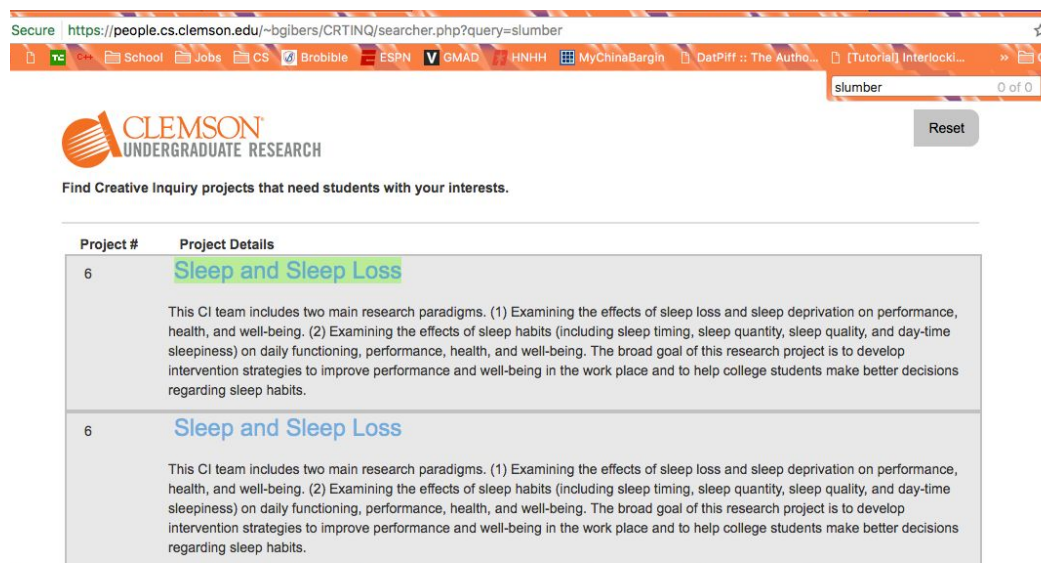 Secure https://people.cs.clemson.edu/~bgibers/CRTINQ/searcher.php?query=slumber
TC C++ School Jobs CS Brobible ESPN V GMAD HNHH MyChinaBargin DatPiff :: The Autho... [Tutorial] Interlocki... »
slumber 0 of 0
CLEMSON
UNDERGRADUATE RESEARCH
Reset
Find Creative Inquiry projects that need students with your interests.
Project # Project Details
6 Sleep and Sleep Loss
This CI team includes two main research paradigms. (1) Examining the effects of sleep loss and sleep deprivation on performance,
health, and well-being. (2) Examining the effects of sleep habits (including sleep timing, sleep quantity, sleep quality, and day-time
sleepiness) on daily functioning, performance, health, and well-being. The broad goal of this research project is to develop
intervention strategies to improve performance and well-being in the work place and to help college students make better decisions
regarding sleep habits.
6 Sleep and Sleep Loss
This CI team includes two main research paradigms. (1) Examining the effects of sleep loss and sleep deprivation on performance,
health, and well-being. (2) Examining the effects of sleep habits (including sleep timing, sleep quantity, sleep quality, and day-time
sleepiness) on daily functioning, performance, health, and well-being. The broad goal of this research project is to develop
intervention strategies to improve performance and well-being in the work place and to help college students make better decisions
regarding sleep habits.